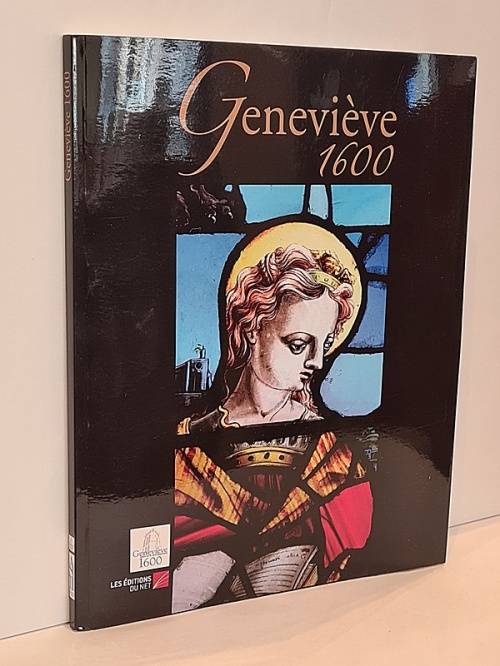 Geneviève 1600
Geneviève
1600
Geneviève
1600
LES ÉDITIONS
DU NET